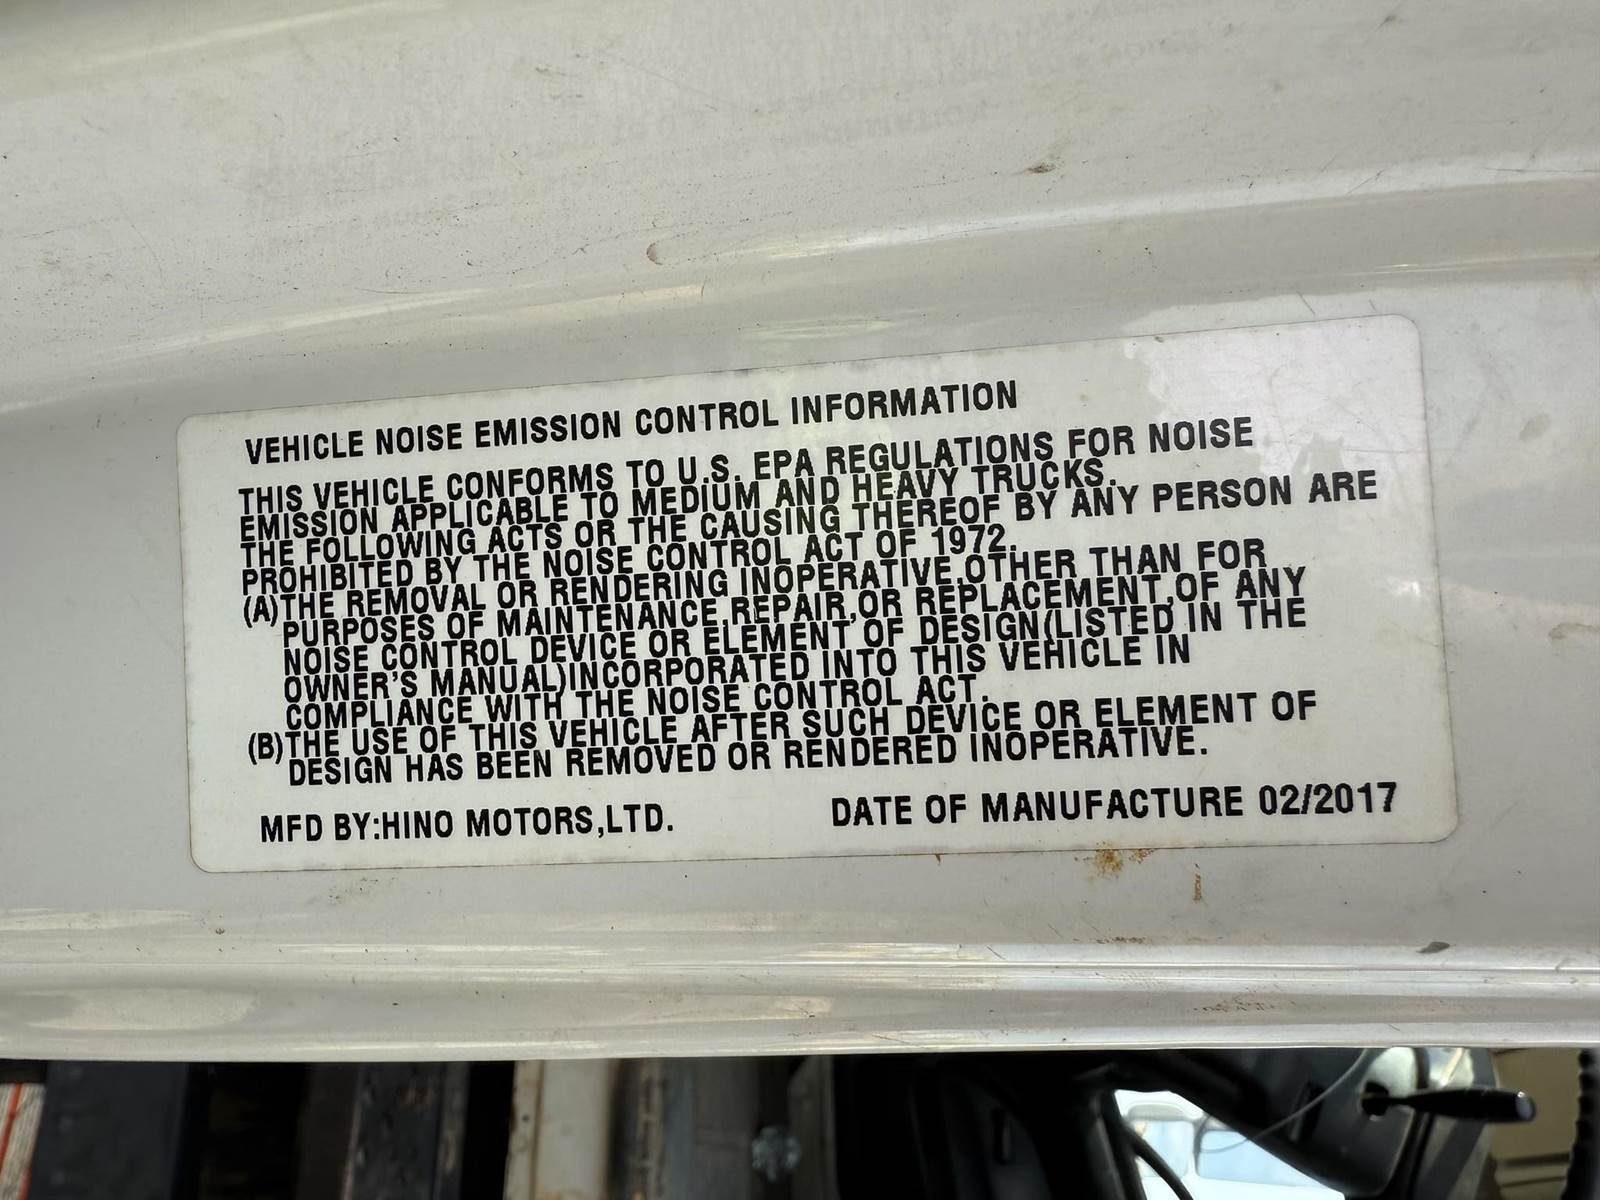 VEHICLE NOISE EMISSION CONTROL INFORMATION
THIS VEHICLE CONFORMS TO U.S. EPA REGULATIONS FOR NOISE
EMISSION APPLICABLE TO MEDIUM AND HEAVY TRUCKS.
THE FOLLOWING ACTS OR THE CAUSING THEREOF BY ANY PERSON ARE
PROHIBITED BY THE NOISE CONTROL ACT OF 1972.
(A)THE REMOVAL OR RENDERING INOPERATIVE,OTHER THAN FOR
PURPOSES OF MAINTENANCE,REPAIR,OR REPLACEMENT,OF ANY
NOISE CONTROL DEVICE OR ELEMENT OF DESIGN(LISTED IN THE
OWNER'S MANUAL)INCORPORATED INTO THIS VEHICLE IN
COMPLIANCE WITH THE NOISE CONTROL ACT.
(B)THE USE OF THIS VEHICLE AFTER SUCH DEVICE OR ELEMENT OF
DESIGN HAS BEEN REMOVED OR RENDERED INOPERATIVE.
MFD BY:HINO MOTORS,LTD. DATE OF MANUFACTURE 02/2017